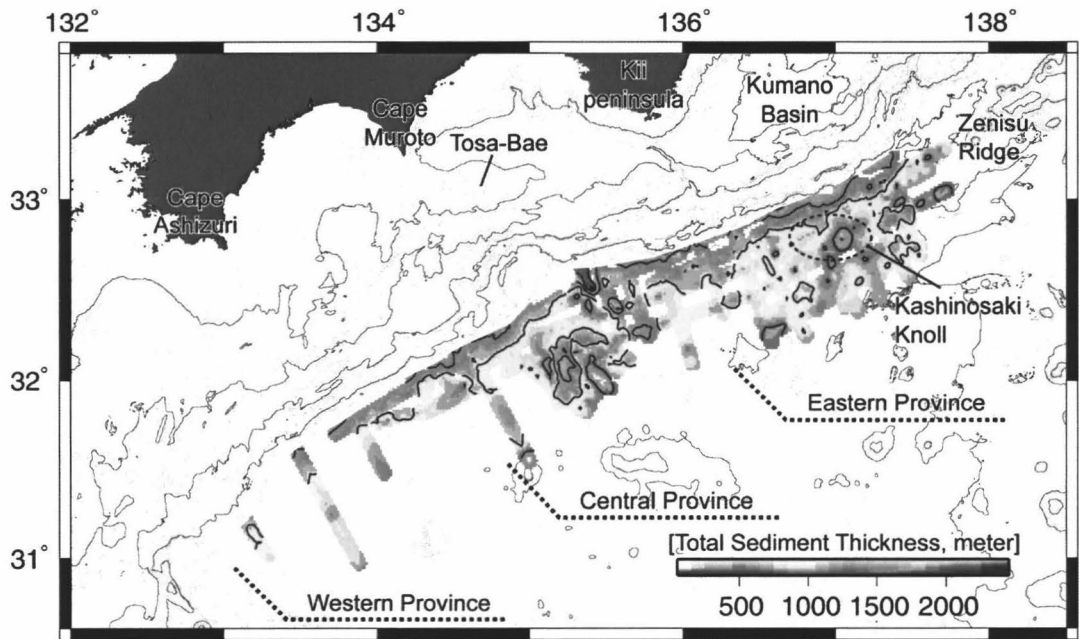 132° 134° 136° 138°
Kii
peninsula
Kumano
Basin
Cape
Muroto
Tosa-Bae
Zenisu
Ridge
33°
Cape
Ashizuri
Kashinosaki
Knoll
32°
Eastern Province
Central Province
[Total Sediment Thickness, meter]
31°
500 1000 1500 2000
Western Province